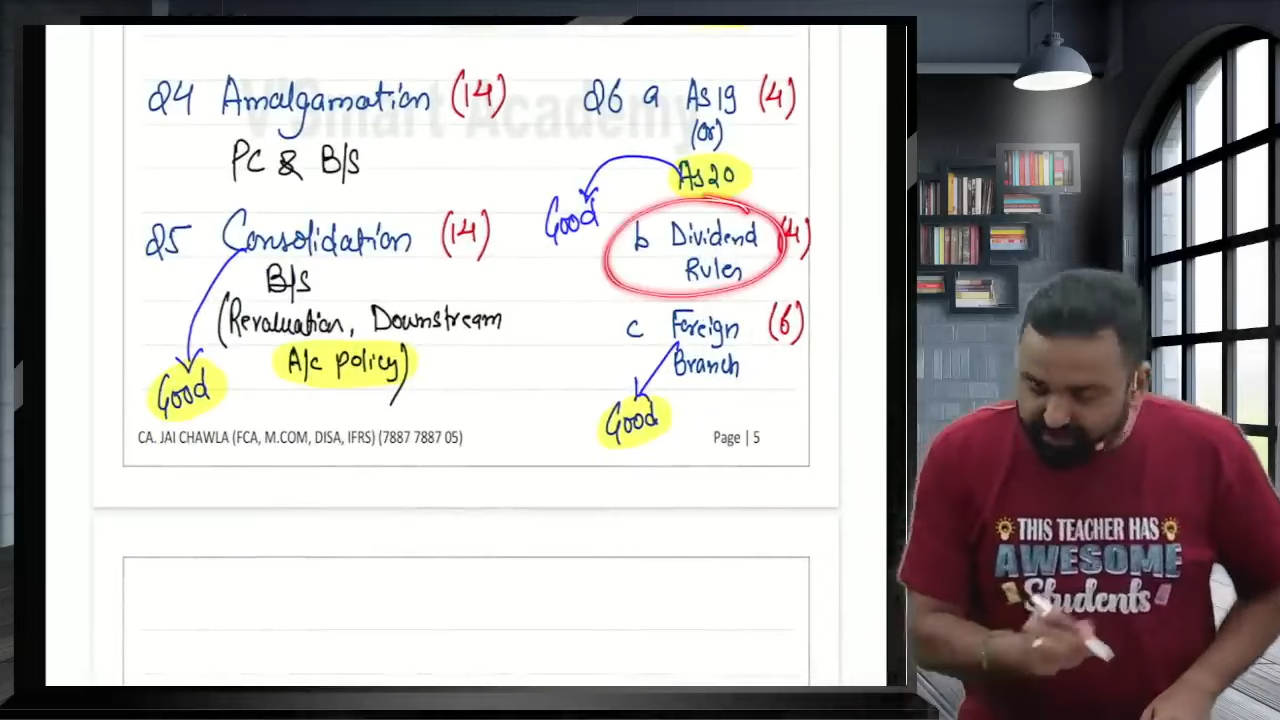 V'Smart Academy
Q4 Amalgamation (14)
PC & B/S
Q5 Consolidation (14)
B/S
(Revaluation, Downstream
A/c policy)
Good
Q6 a As 19 (4)
(or)
As 20
Good
b Dividend (4)
Rules
c Foreign (6)
Branch
Good
CA. JAI CHAWLA (FCA, M.COM, DISA, IFRS) (7887 7887 05)
Page | 5
THIS TEACHER HAS
AWESOME
Students